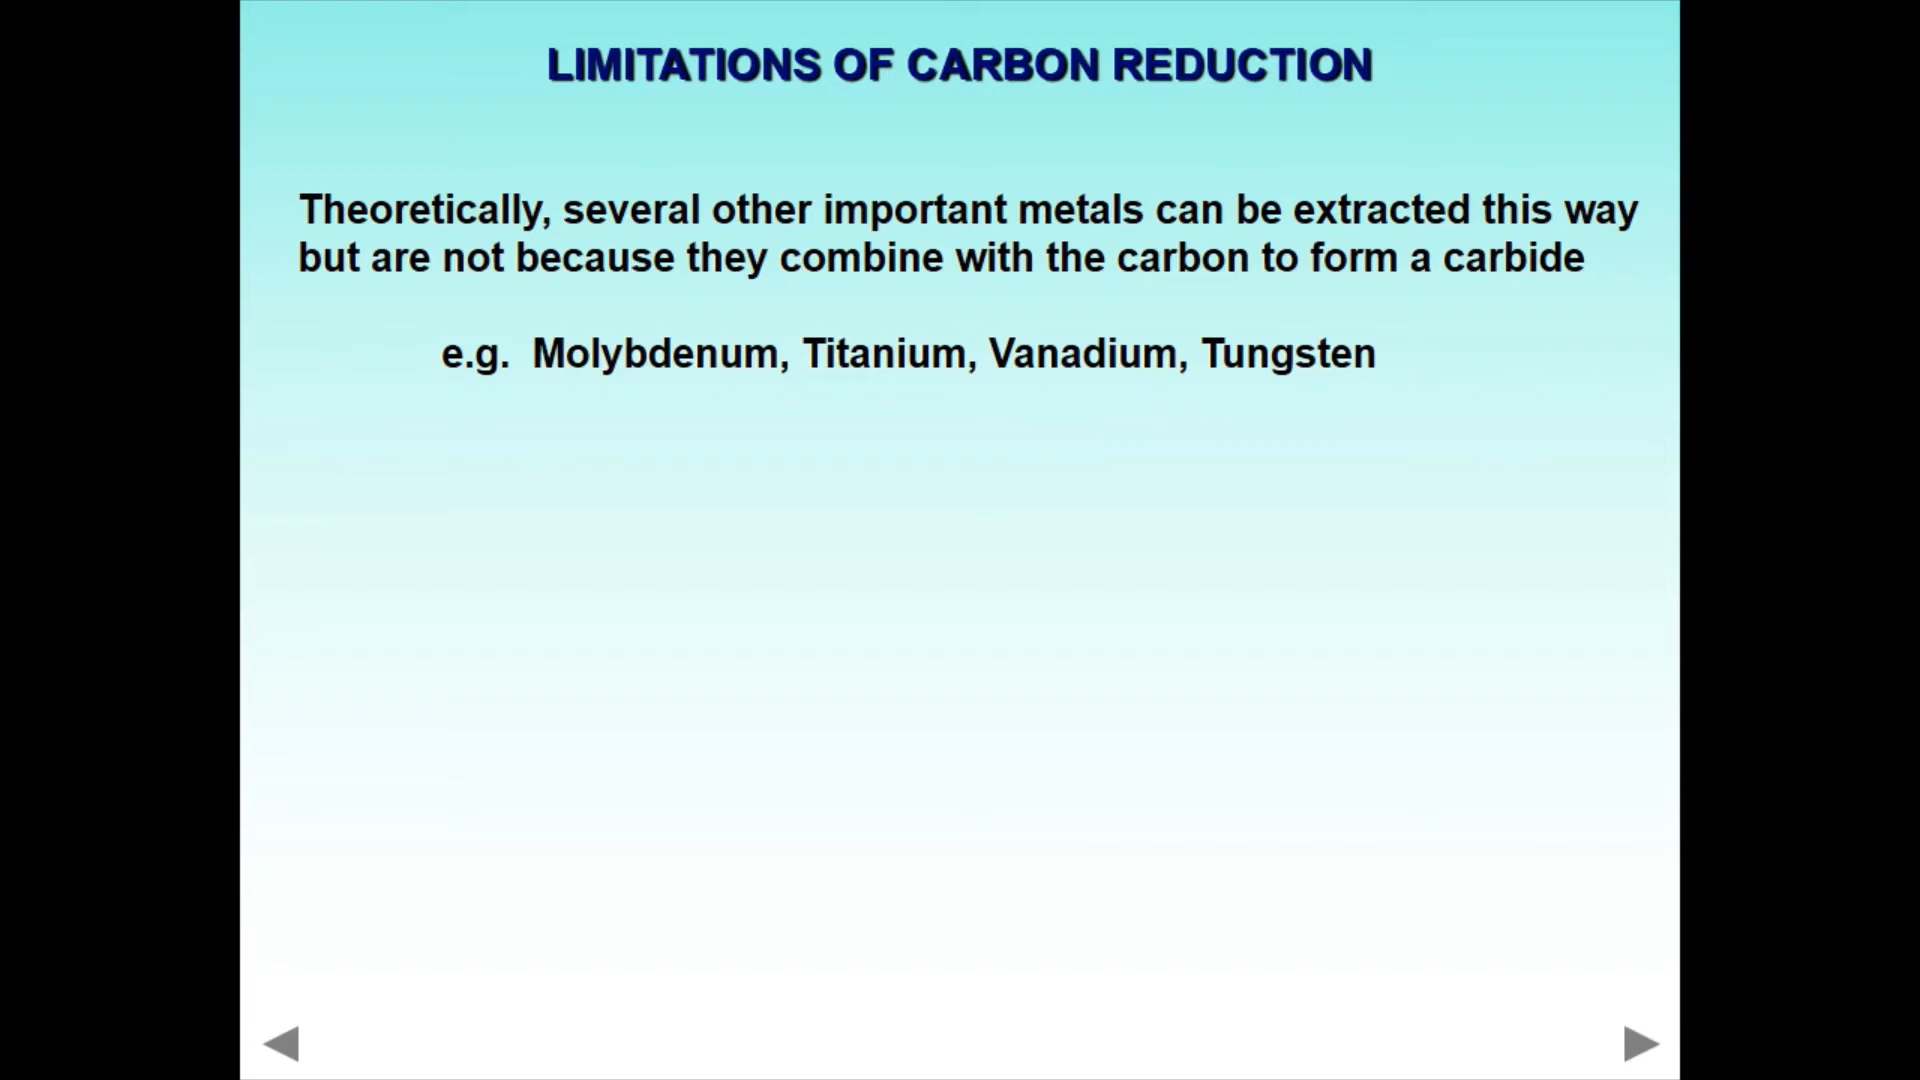 LIMITATIONS OF CARBON REDUCTION
Theoretically, several other important metals can be extracted this way
but are not because they combine with the carbon to form a carbide
e.g. Molybdenum, Titanium, Vanadium, Tungsten